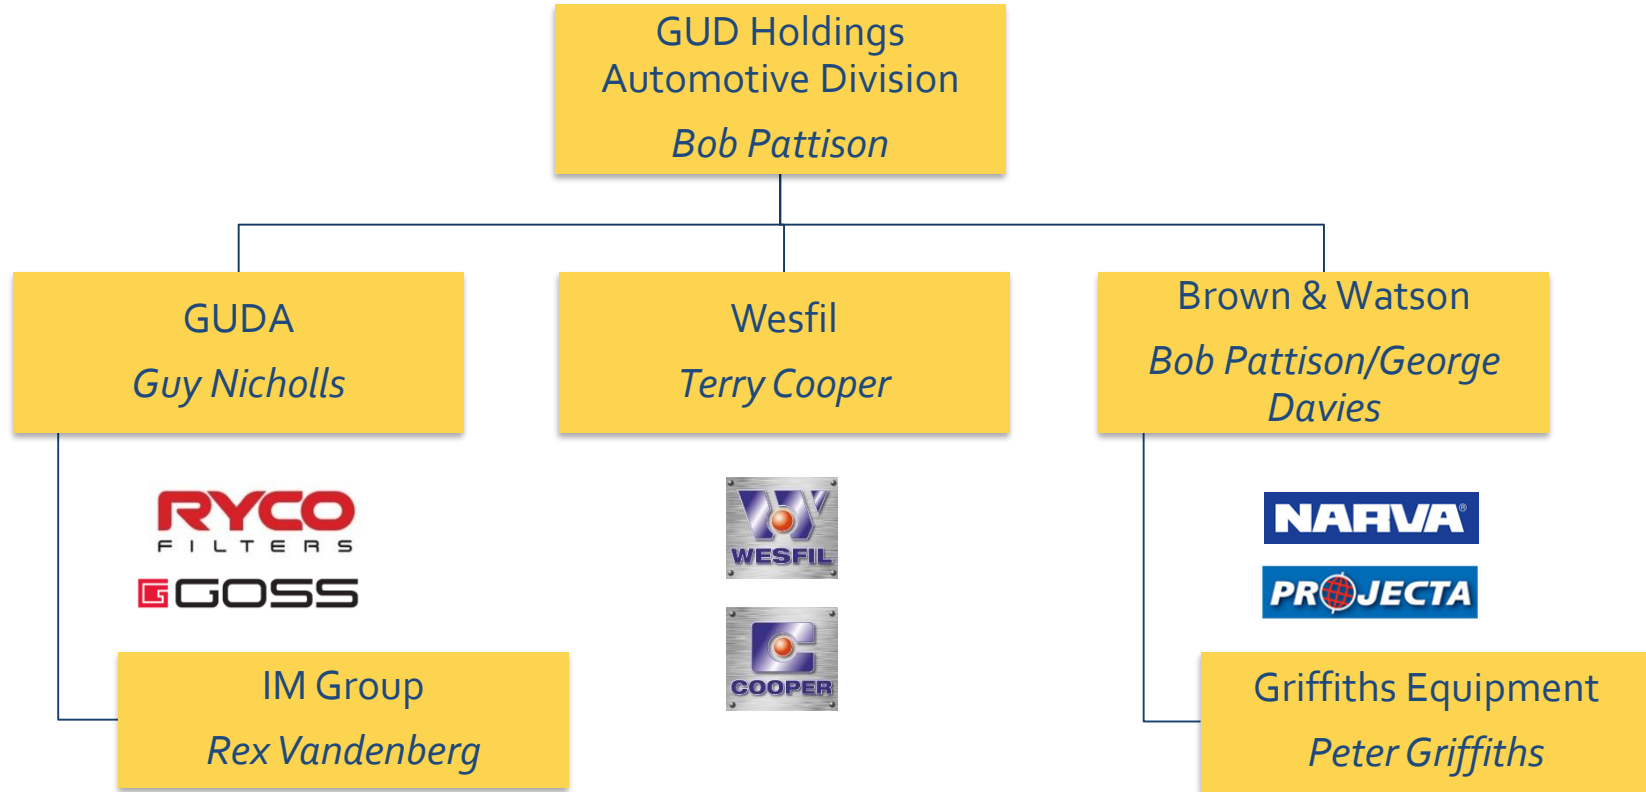 GUD Holdings
Automotive Division
Bob Pattison
GUDA
Guy Nicholls
Wesfil
Terry Cooper
Brown & Watson
Bob Pattison/George
Davies
RYCO
FILTERS
GOSS
WESFIL
COOPER
NARVA®
PROJECTA
IM Group
Rex Vandenberg
Griffiths Equipment
Peter Griffiths